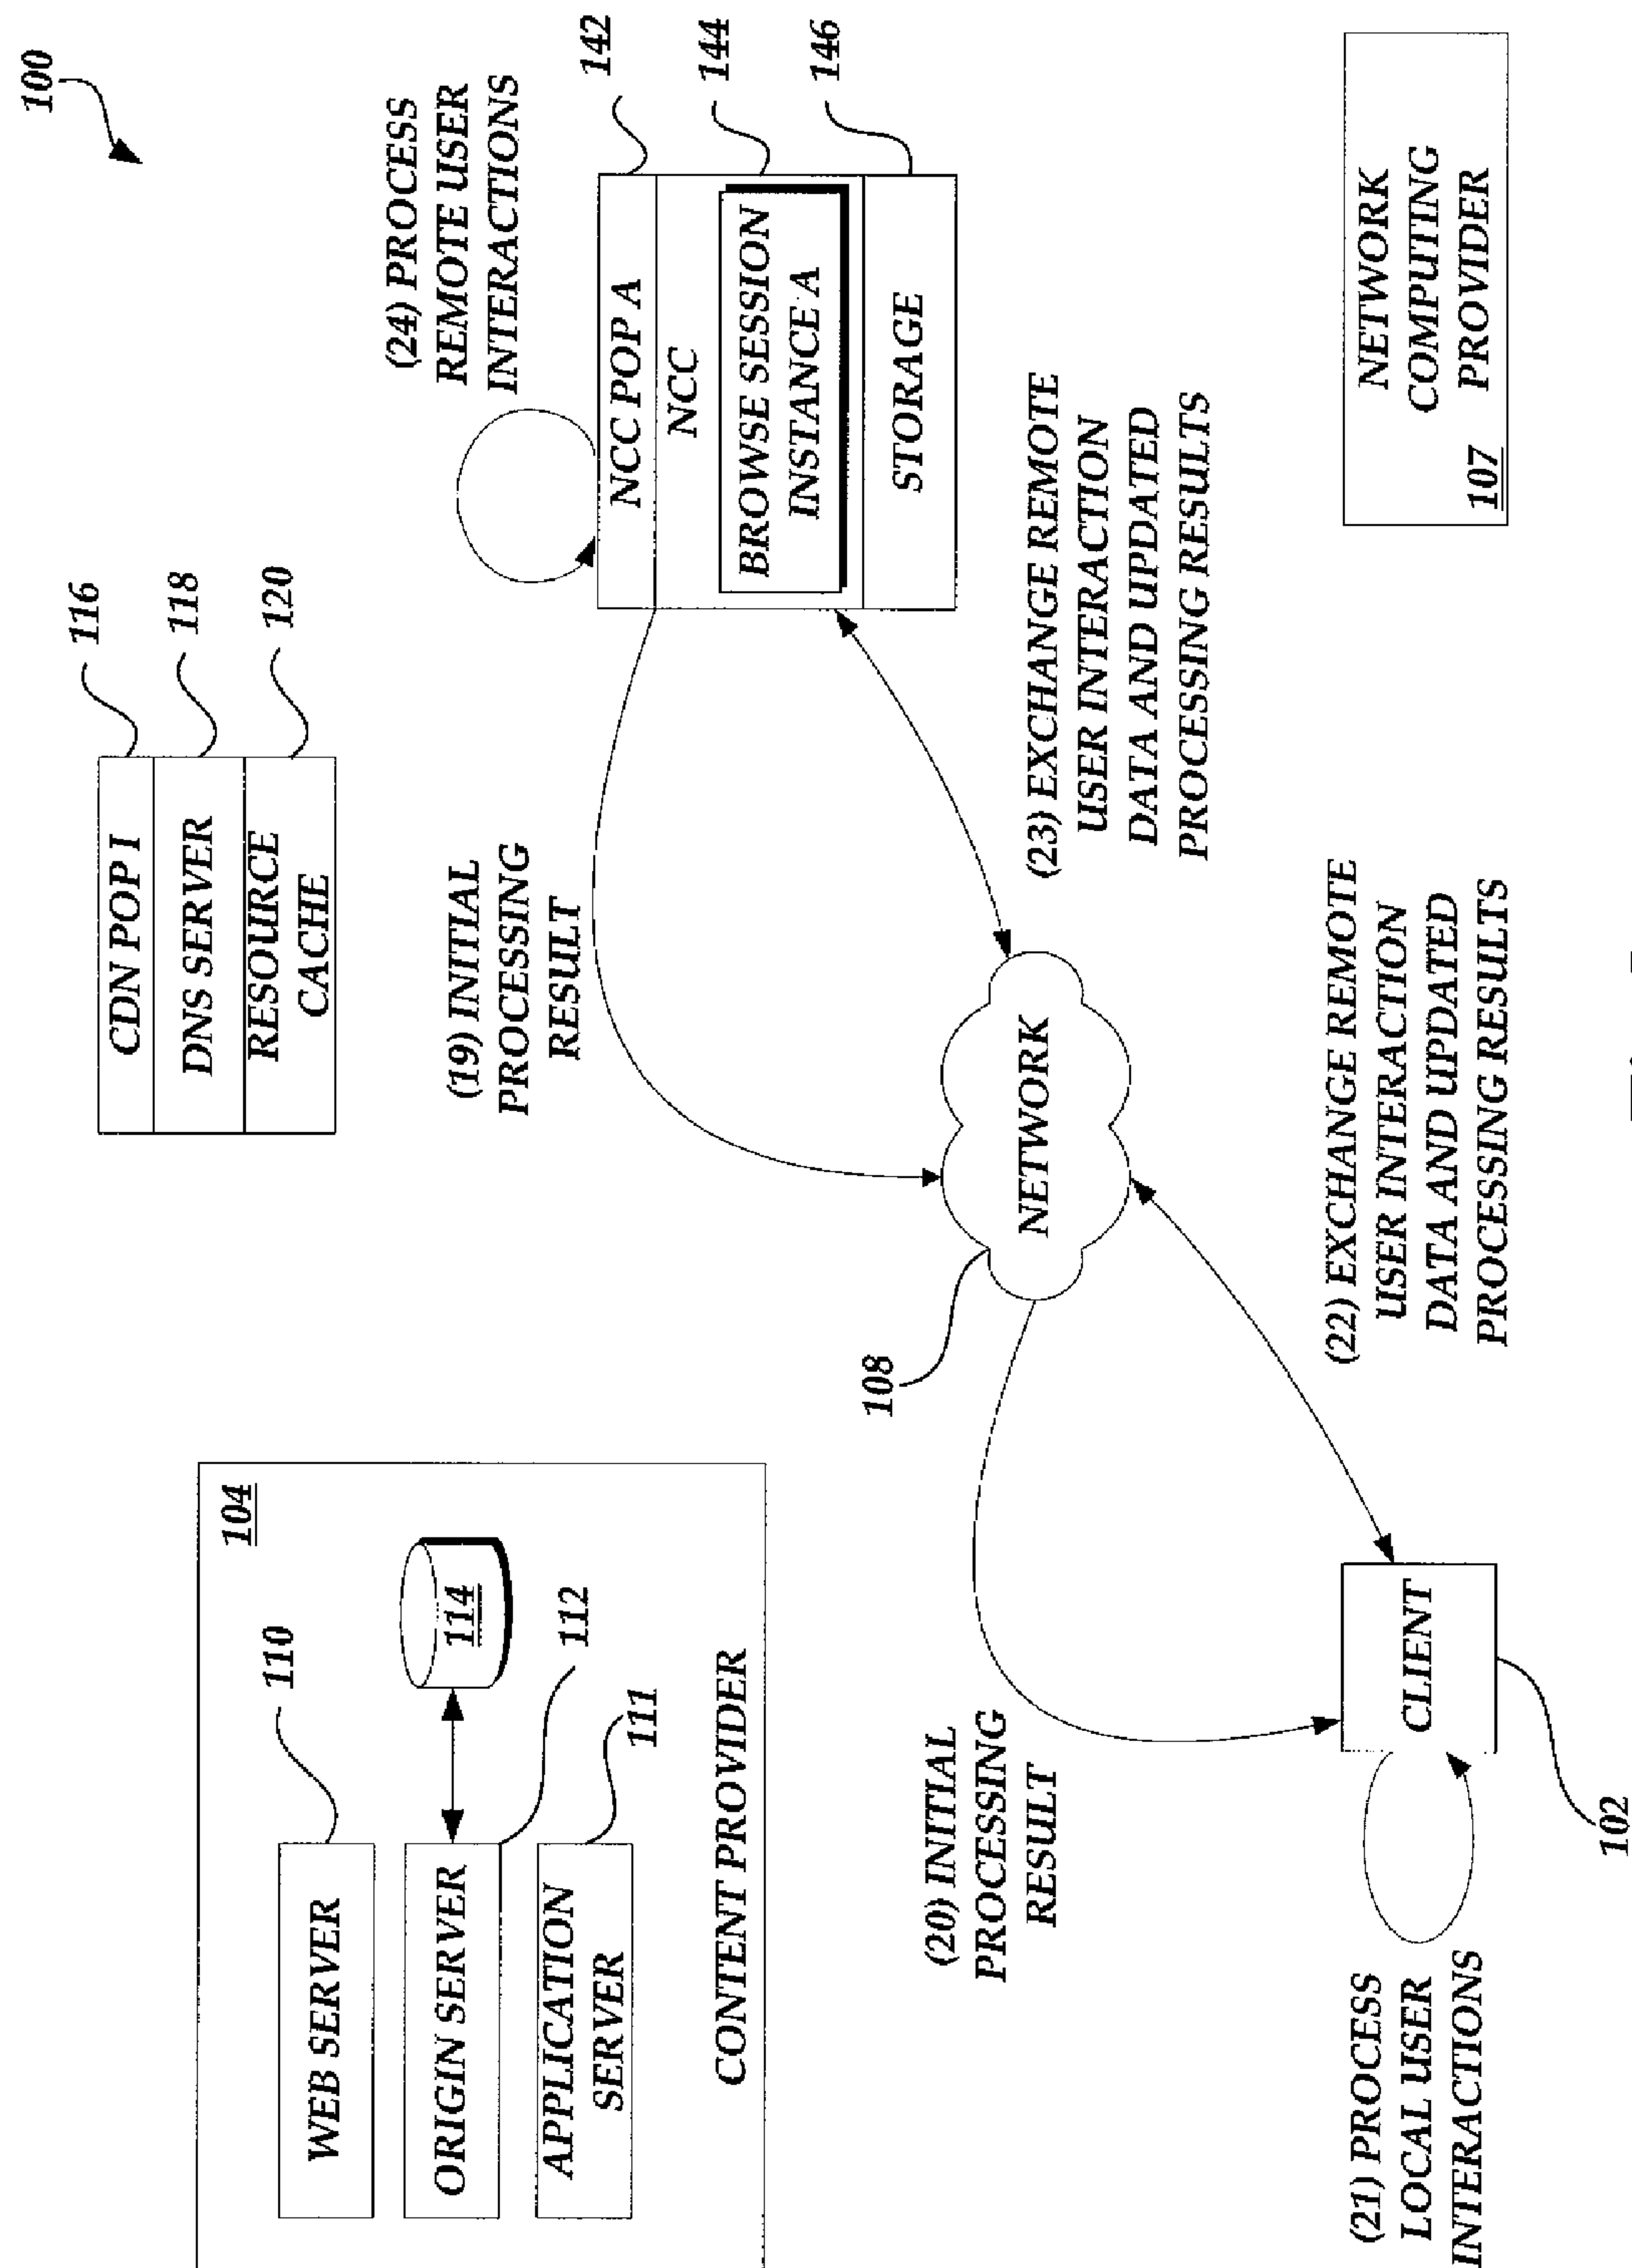 100
104
110
WEB SERVER
114
ORIGIN SERVER
112
APPLICATION
SERVER
111
CONTENT PROVIDER
116
CDN POP I
118
DNS SERVER
120
RESOURCE
CACHE
(24) PROCESS
REMOTE USER
INTERACTIONS
142
NCC POP A
144
NCC
BROWSE SESSION
INSTANCE A
146
STORAGE
(19) INITIAL
PROCESSING
RESULT
108
NETWORK
(23) EXCHANGE REMOTE
USER INTERACTION
DATA AND UPDATED
PROCESSING RESULTS
(20) INITIAL
PROCESSING
RESULT
(22) EXCHANGE REMOTE
USER INTERACTION
DATA AND UPDATED
PROCESSING RESULTS
(21) PROCESS
LOCAL USER
INTERACTIONS
CLIENT
102
NETWORK
COMPUTING
PROVIDER
107